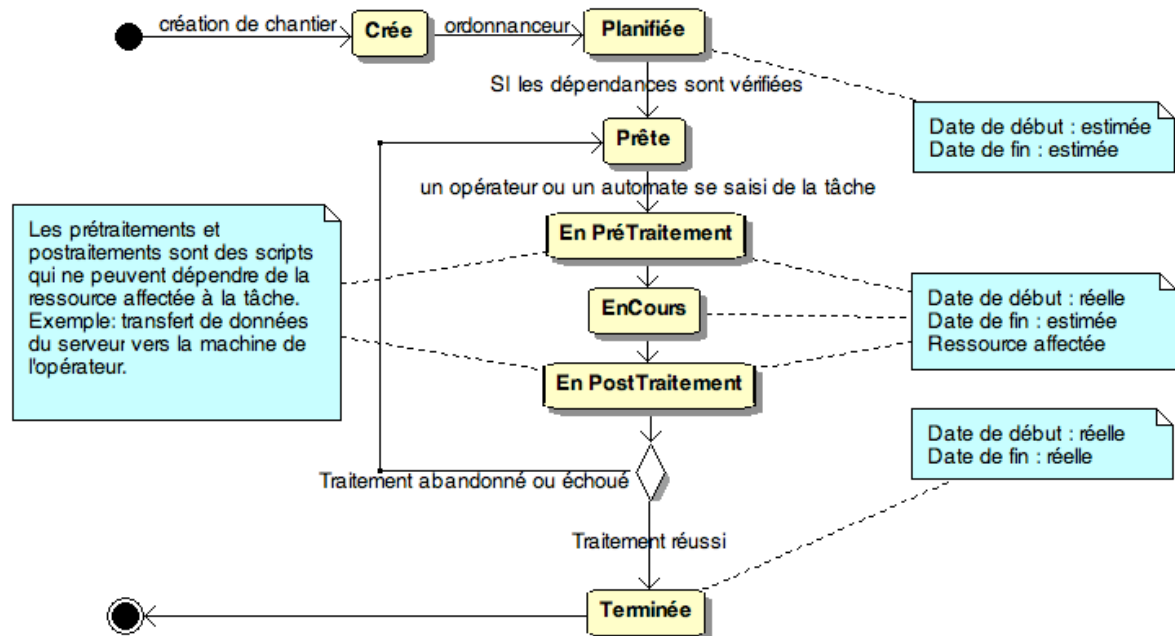 création de chantier
Crée
ordonnanceur
Planifiée
SI les dépendances sont vérifiées
Date de début : estimée
Date de fin : estimée
Prête
un opérateur ou un automate se saisi de la tâche
Les prétraitements et
postraitements sont des scripts
qui ne peuvent dépendre de la
ressource affectée à la tâche.
Exemple: transfert de données
du serveur vers la machine de
l'opérateur.
En PréTraitement
EnCours
Date de début : réelle
Date de fin : estimée
Ressource affectée
En PostTraitement
Date de début : réelle
Date de fin : réelle
Traitement abandonné ou échoué
Traitement réussi
Terminée